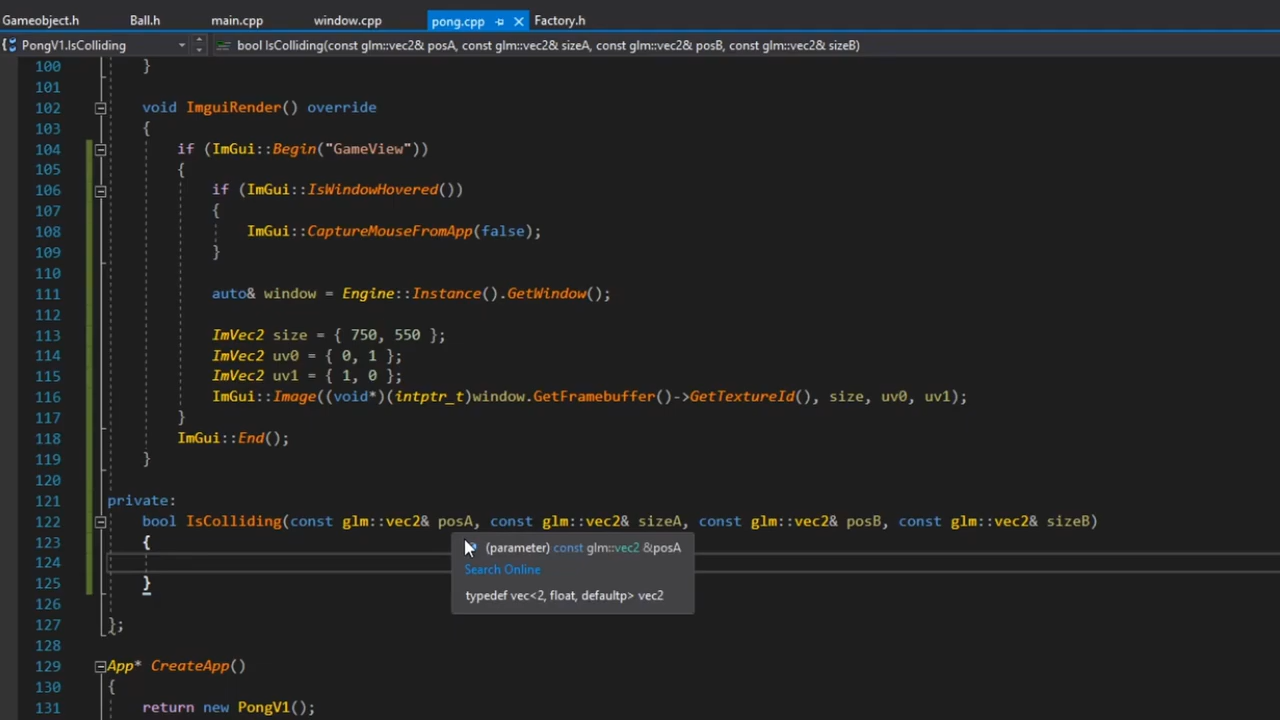 Gameobject.h Ball.h main.cpp window.cpp pong.cpp Factory.h
PongV1.IsColliding bool IsColliding(const glm::vec2& posA, const glm::vec2& sizeA, const glm::vec2& posB, const glm::vec2& sizeB)
100 }
101
102 void ImguiRender() override
103 {
104 if (ImGui::Begin("GameView"))
105 {
106 if (ImGui::IsWindowHovered())
107 {
108 ImGui::CaptureMouseFromApp(false);
109 }
110
111 auto& window = Engine::Instance().GetWindow();
112
113 ImVec2 size = { 750, 550 };
114 ImVec2 uv0 = { 0, 1 };
115 ImVec2 uv1 = { 1, 0 };
116 ImGui::Image((void*)(intptr_t)window.GetFramebuffer()->GetTextureId(), size, uv0, uv1);
117 }
118 ImGui::End();
119 }
120
121 private:
122 bool IsColliding(const glm::vec2& posA, const glm::vec2& sizeA, const glm::vec2& posB, const glm::vec2& sizeB)
123 {
(parameter) const glm::vec2 &posA
124
Search Online
125 }
typedef vec<2, float, defaultp> vec2
126
127 };
128
129 App* CreateApp()
130 {
131 return new PongV1();